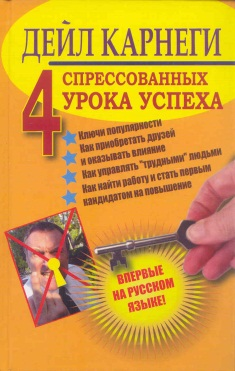 ДЕЙЛ КАРНЕГИ
4 СПРЕССОВАННЫХ
УРОКА УСПЕХА
Ключи популярности
Как приобретать друзей
и оказывать влияние
Как управлять "трудными" людьми
Как найти работу и стать первым
кандидатом на повышение
ВПЕРВЫЕ
НА РУССКОМ
ЯЗЫКЕ!